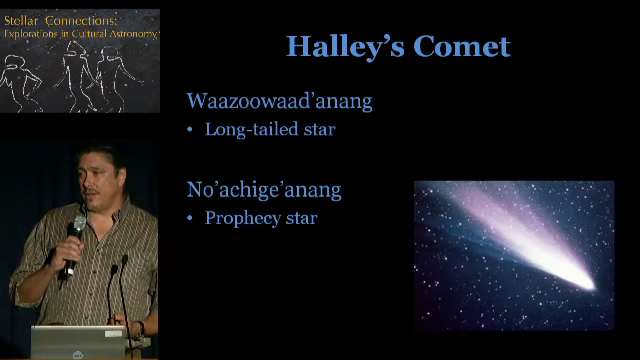 Stellar Connections:
Explorations in Cultural Astronomy
Halley's Comet
Waazoowaad'anang
• Long-tailed star
No'achige'anang
• Prophecy star